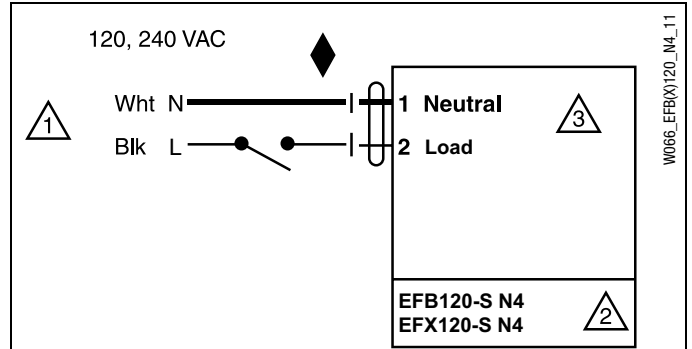 120, 240 VAC
Wht N
1 Neutral
1
3
Blk L
2 Load
EFB120-S N4
EFX120-S N4
2
W066_EFB(X)120_N4_11